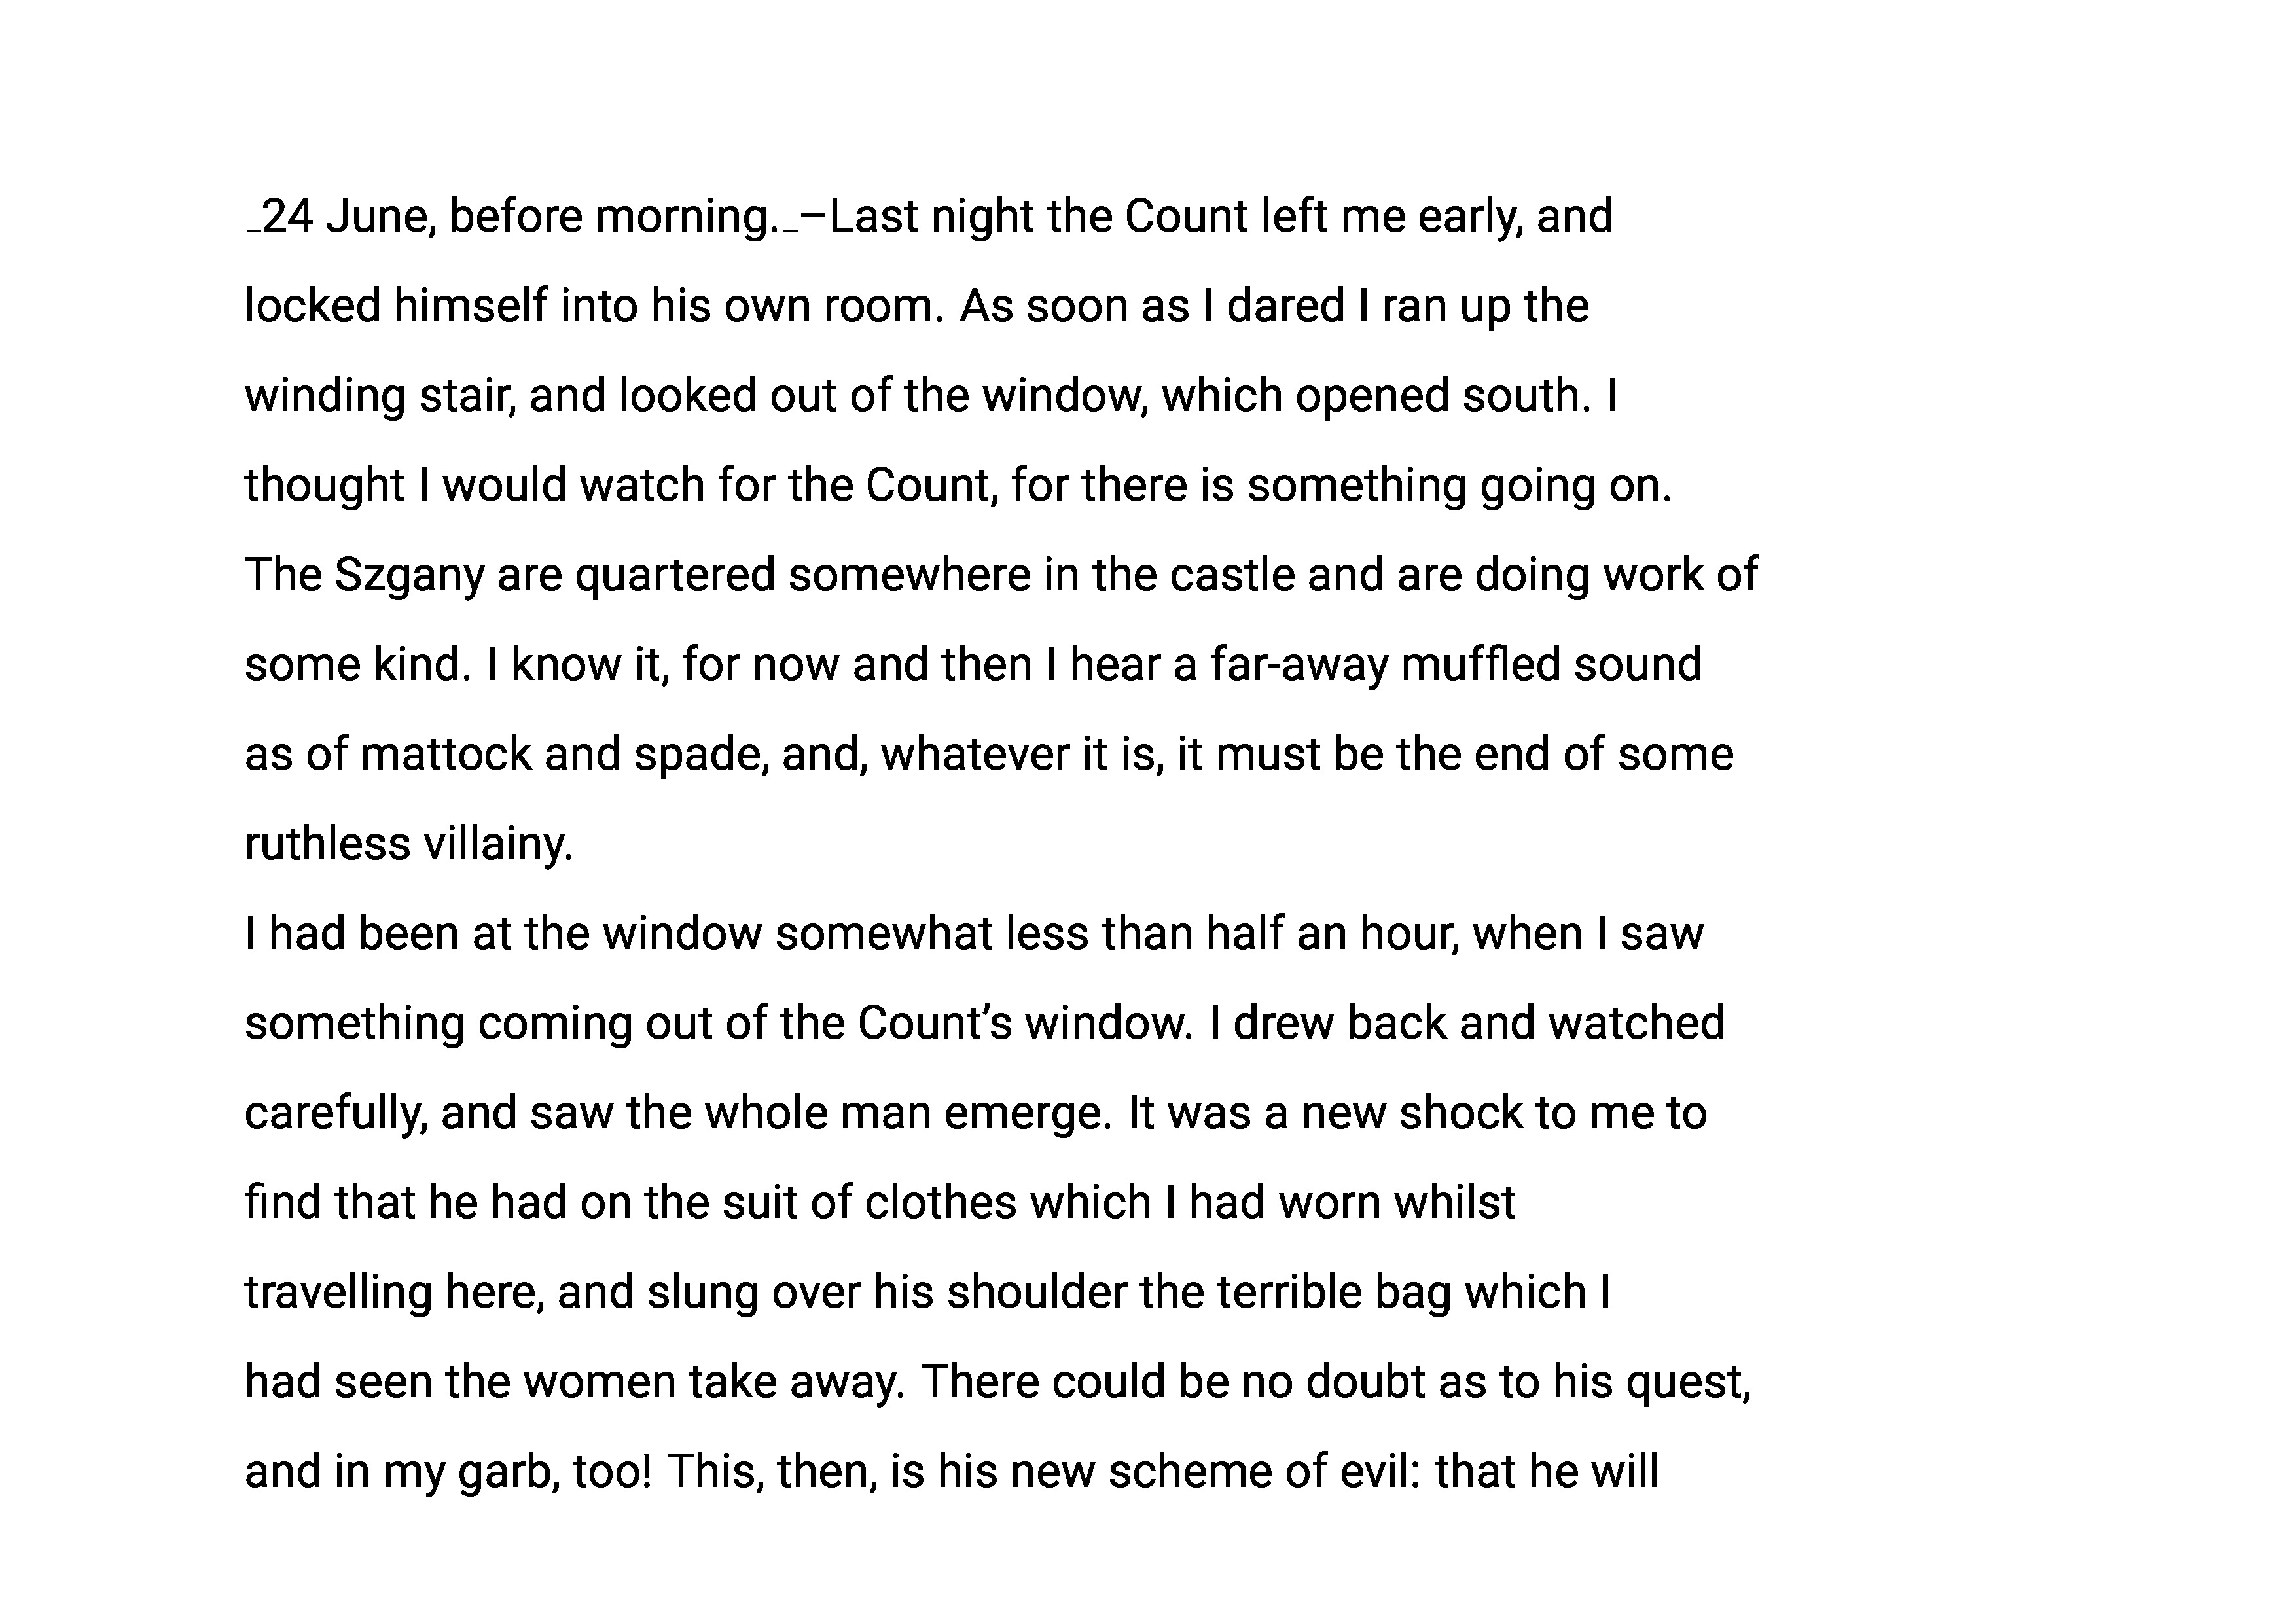 _24 June, before morning._–Last night the Count left me early, and
locked himself into his own room. As soon as I dared I ran up the
winding stair, and looked out of the window, which opened south. I
thought I would watch for the Count, for there is something going on.
The Szgany are quartered somewhere in the castle and are doing work of
some kind. I know it, for now and then I hear a far-away muffled sound
as of mattock and spade, and, whatever it is, it must be the end of some
ruthless villainy.
I had been at the window somewhat less than half an hour, when I saw
something coming out of the Count’s window. I drew back and watched
carefully, and saw the whole man emerge. It was a new shock to me to
find that he had on the suit of clothes which I had worn whilst
travelling here, and slung over his shoulder the terrible bag which I
had seen the women take away. There could be no doubt as to his quest,
and in my garb, too! This, then, is his new scheme of evil: that he will